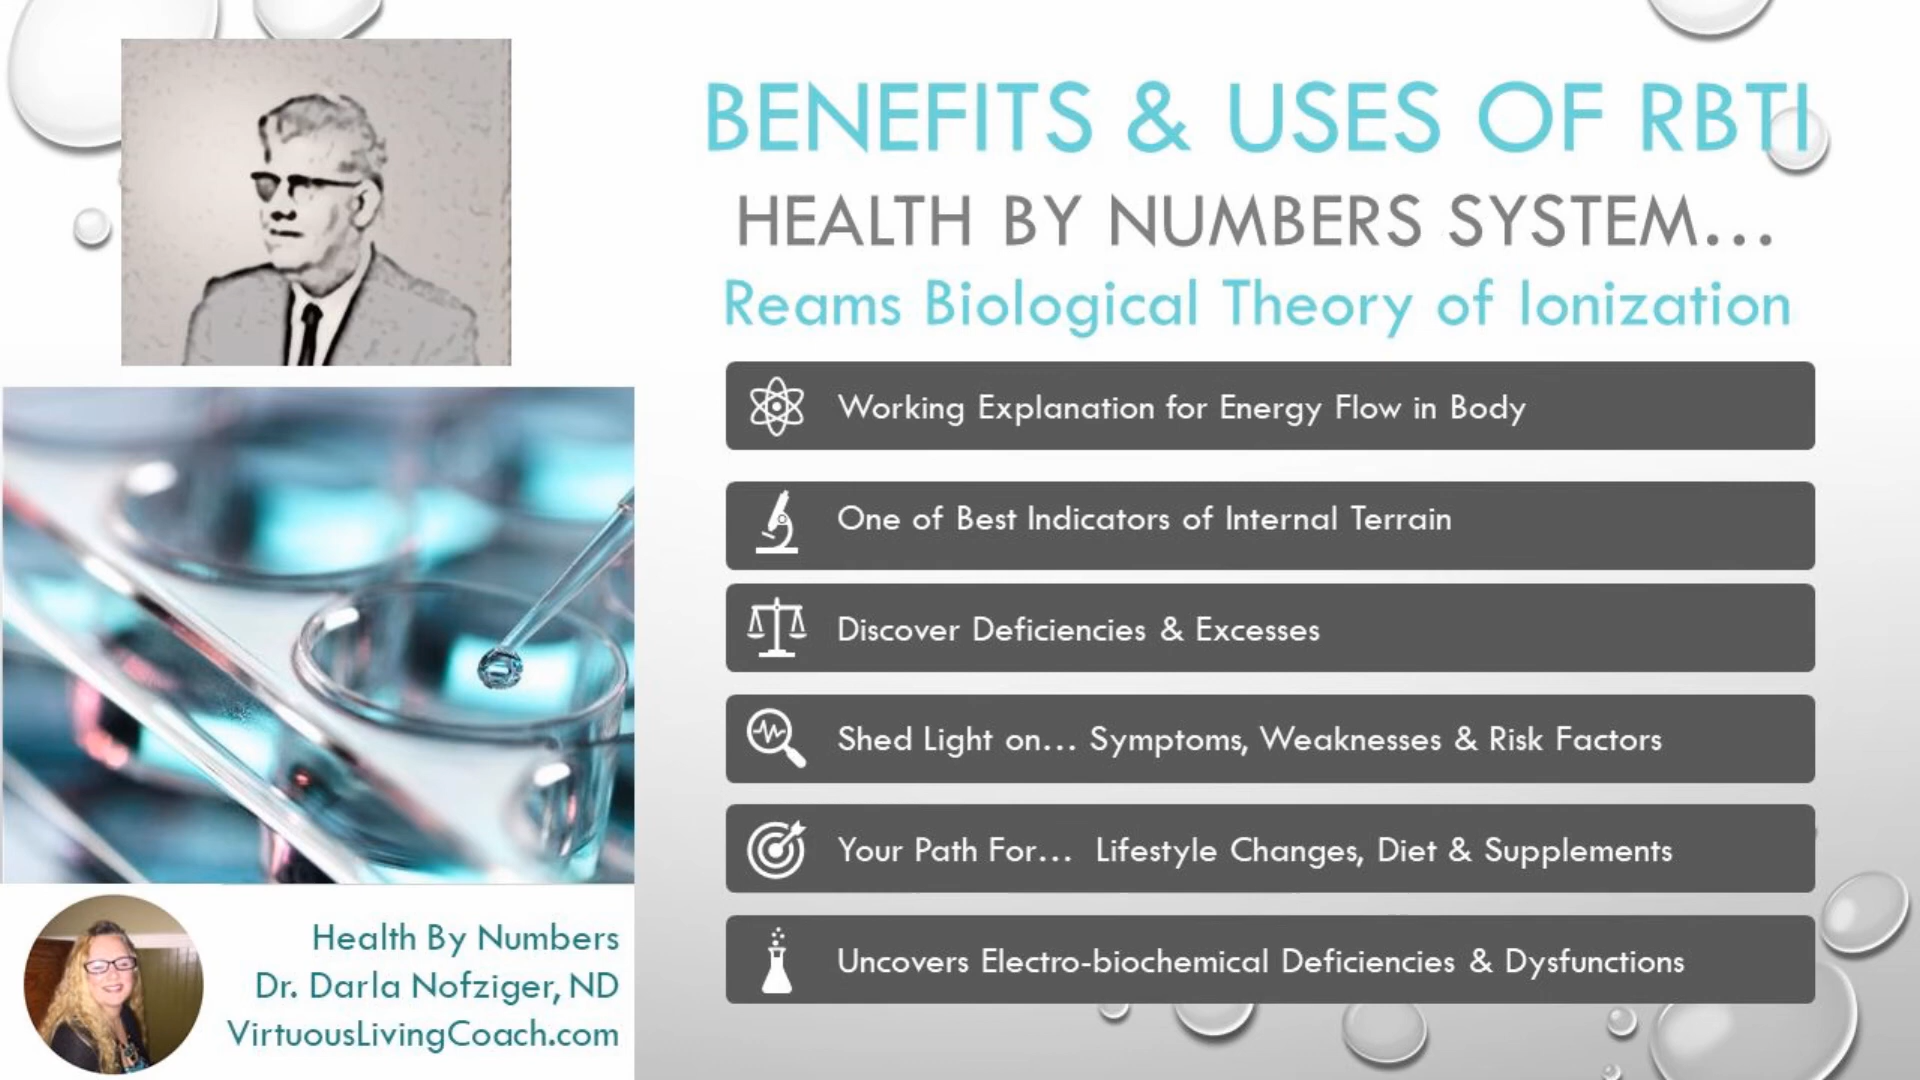 BENEFITS & USES OF RBTI
HEALTH BY NUMBERS SYSTEM...
Reams Biological Theory of Ionization
Working Explanation for Energy Flow in Body
One of Best Indicators of Internal Terrain
Discover Deficiencies & Excesses
Shed Light on... Symptoms, Weaknesses & Risk Factors
Your Path For... Lifestyle Changes, Diet & Supplements
Uncovers Electro-biochemical Deficiencies & Dysfunctions
Health By Numbers
Dr. Darla Nofziger, ND
VirtuousLivingCoach.com